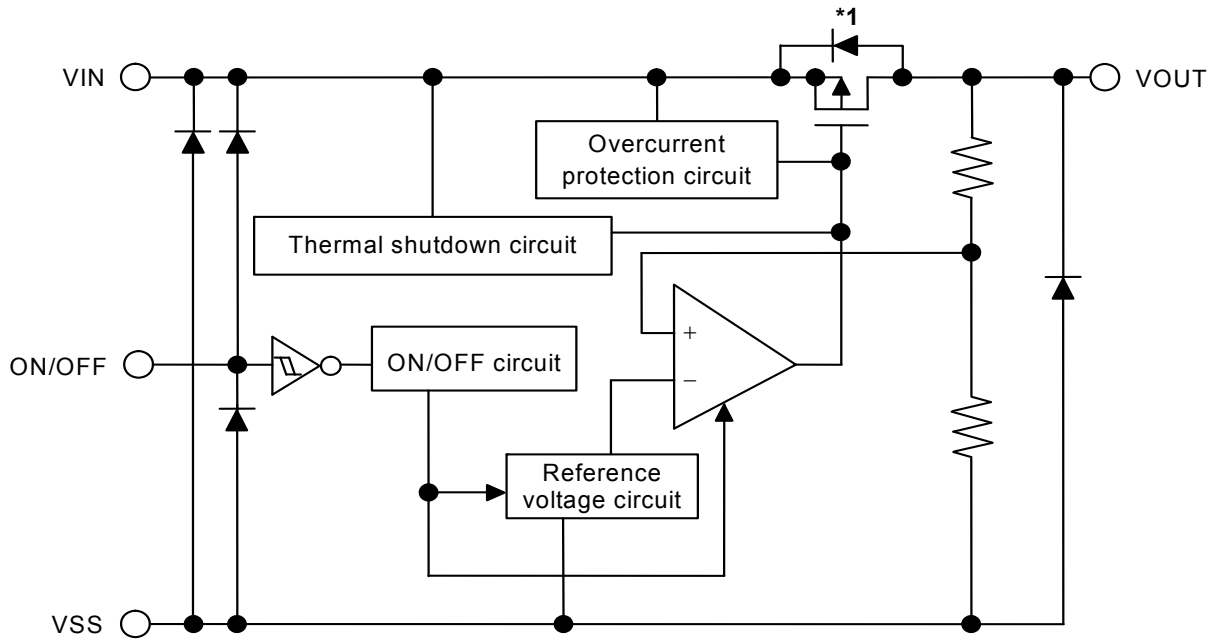 *1
VIN
VOUT
Overcurrent
protection circuit
Thermal shutdown circuit
+
ON/OFF
ON/OFF circuit
−
Reference
voltage circuit
VSS